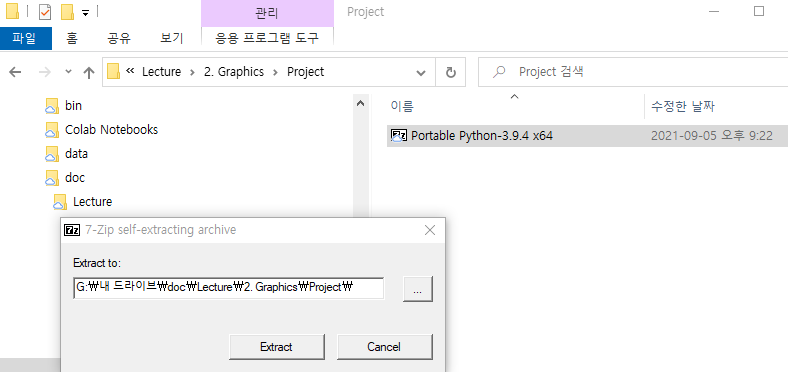 관리
Project
파일
홈
공유
보기
응용 프로그램 도구
« Lecture > 2. Graphics > Project
Project 검색
bin
Colab Notebooks
data
doc
Lecture
이름
수정한 날짜
Portable Python-3.9.4 x64
2021-09-05 오후 9:22
7-Zip self-extracting archive
Extract to:
G:₩내 드라이브₩doc₩Lecture₩2. Graphics₩Project₩
...
Extract
Cancel